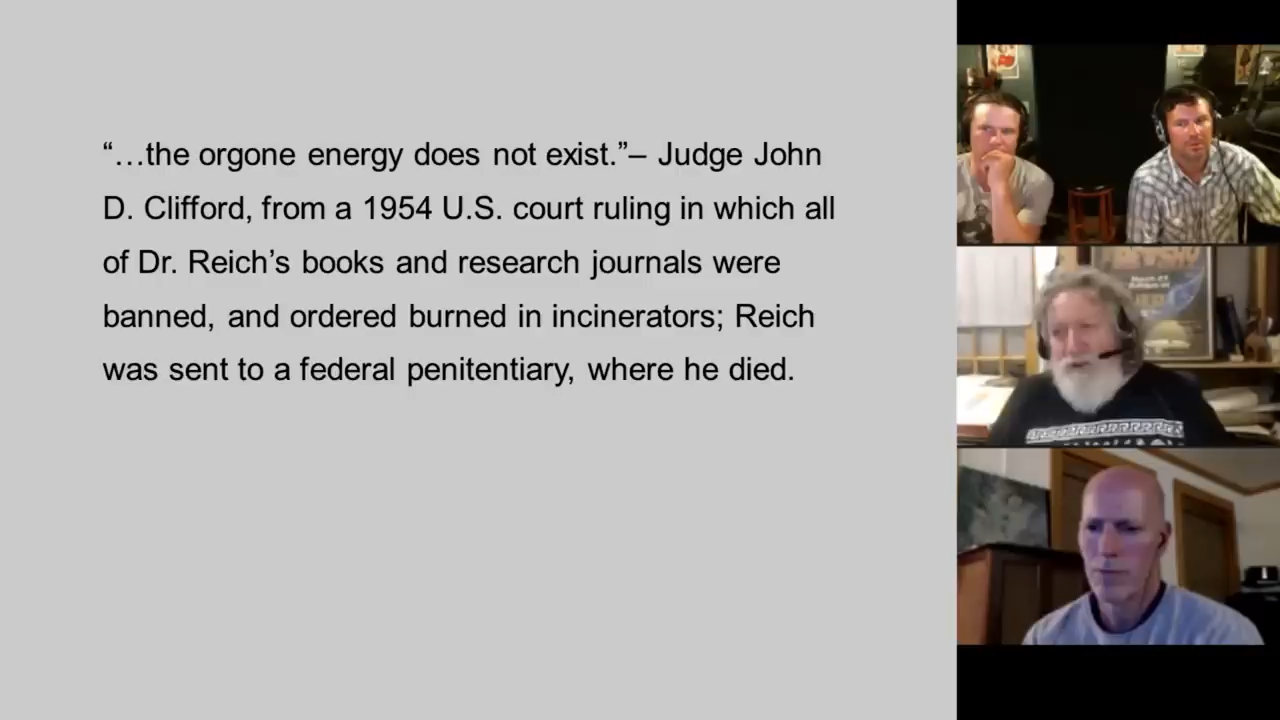 “…the orgone energy does not exist.”– Judge John
D. Clifford, from a 1954 U.S. court ruling in which all
of Dr. Reich’s books and research journals were
banned, and ordered burned in incinerators; Reich
was sent to a federal penitentiary, where he died.